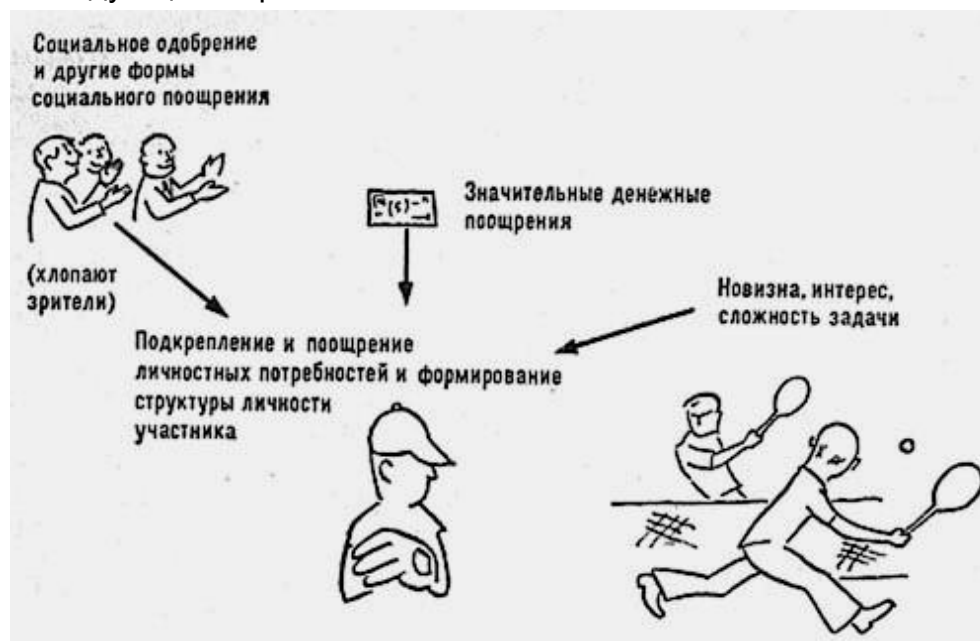 Социальное одобрение
и другие формы
социального поощрения
Значительные денежные
поощрения
(хлопают
зрители)
Новизна, интерес,
сложность задачи
Подкрепление и поощрение
личностных потребностей и формирование
структуры личности
участника